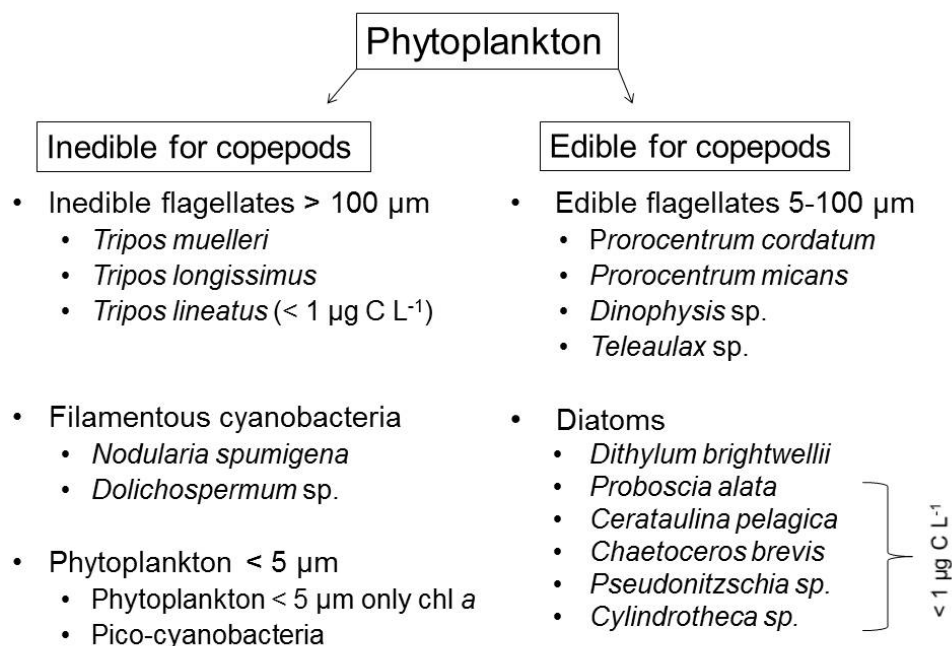 Phytoplankton
Inedible for copepods
• Inedible flagellates > 100 µm
• Tripos muelleri
• Tripos longissimus
• Tripos lineatus (< 1 µg C L⁻¹)
• Filamentous cyanobacteria
• Nodularia spumigena
• Dolichospermum sp.
• Phytoplankton < 5 µm
• Phytoplankton < 5 µm only chl a
• Pico-cyanobacteria
Edible for copepods
• Edible flagellates 5-100 µm
• Prorocentrum cordatum
• Prorocentrum micans
• Dinophysis sp.
• Teleaulax sp.
• Diatoms
• Dithylum brightwellii
• Proboscia alata
• Cerataulina pelagica
• Chaetoceros brevis
• Pseudonitzschia sp.
• Cylindrotheca sp.
< 1 µg C L⁻¹